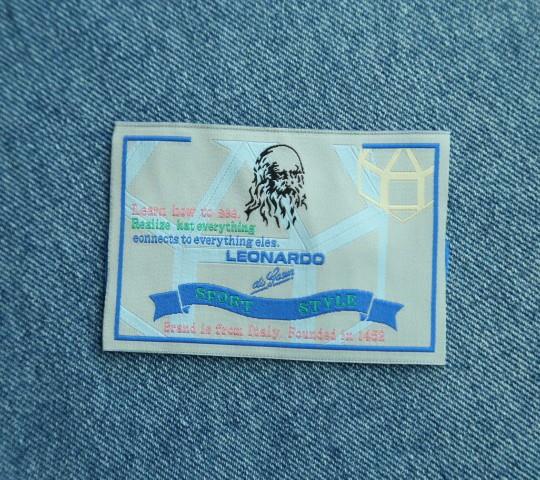 Learn how to see.
Realize hat everything
connects to everything eles.
LEONARDO
SPORT STYLE
Brand is from Italy. Founded in 1452